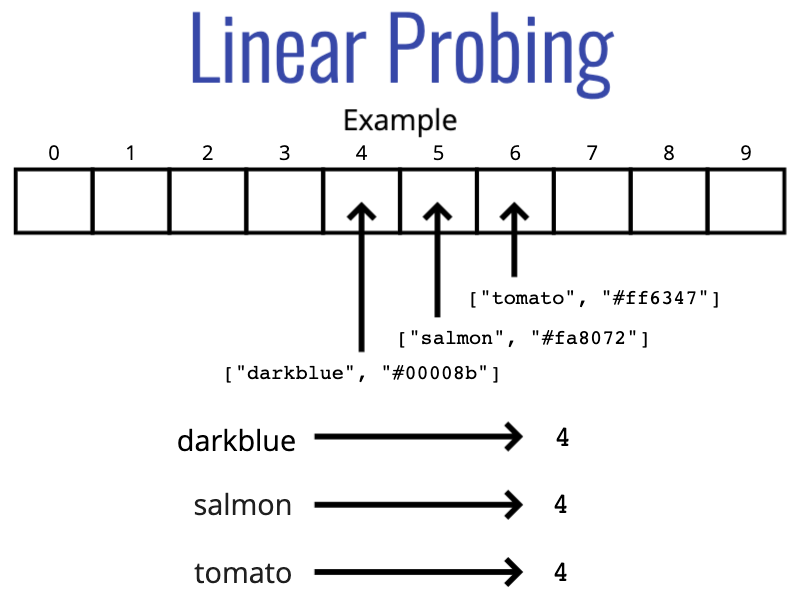 Linear Probing
Example
0 1 2 3 4 5 6 7 8 9
["tomato", "#ff6347"]
["salmon", "#fa8072"]
["darkblue", "#00008b"]
darkblue 4
salmon 4
tomato 4